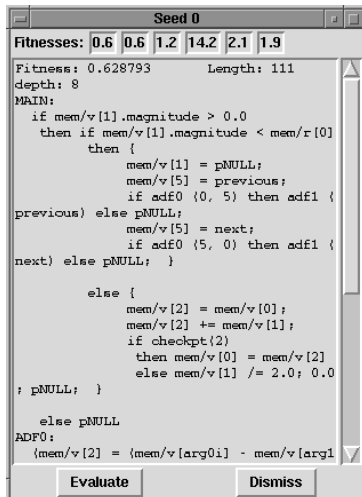 Seed 0
Fitnesses: 0.6 0.6 1.2 14.2 2.1 1.9
Fitness: 0.628793 Length: 111
depth: 8
MAIN:
if mem/v[1].magnitude > 0.0
then if mem/v[1].magnitude < mem/r[0]
then {
mem/v[1] = pNULL;
mem/v[5] = previous;
if adf0 (0, 5) then adf1 (
previous) else pNULL;
mem/v[5] = next;
if adf0 (5, 0) then adf1 (
next) else pNULL; }
else {
mem/v[2] = mem/v[0];
mem/v[2] += mem/v[1];
if checkpt(2)
then mem/v[0] = mem/v[2]
else mem/v[1] /= 2.0; 0.0
; pNULL; }
else pNULL
ADF0:
(mem/v[2] = (mem/v[arg0i] - mem/v[arg1
Evaluate Dismiss